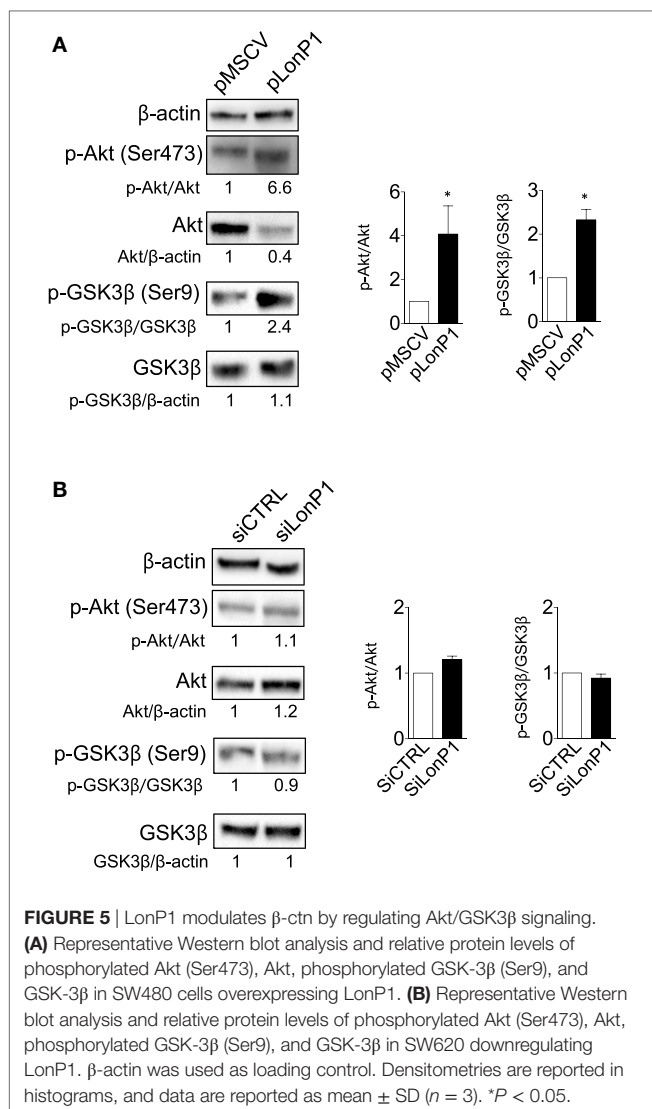 A
pMSCV
pLonP1
β-actin
p-Akt (Ser473)
p-Akt/Akt 1 6.6
Akt
Akt/β-actin 1 0.4
p-GSK3β (Ser9)
p-GSK3β/GSK3β 1 2.4
GSK3β
p-GSK3β/β-actin 1 1.1
p-Akt/Akt
6
4
2
0
*
pMSCV
pLonP1
p-GSK3β/GSK3β
3
2
1
0
*
pMSCV
pLonP1
B
siCTRL
siLonP1
β-actin
p-Akt (Ser473)
p-Akt/Akt 1 1.1
Akt
Akt/β-actin 1 1.2
p-GSK3β (Ser9)
p-GSK3β/GSK3β 1 0.9
GSK3β
GSK3β/β-actin 1 1
p-Akt/Akt
2
1
0
SiCTRL
SiLonP1
p-GSK3β/GSK3β
2
1
0
SiCTRL
SiLonP1
FIGURE 5 | LonP1 modulates β-ctn by regulating Akt/GSK3β signaling.
(A) Representative Western blot analysis and relative protein levels of
phosphorylated Akt (Ser473), Akt, phosphorylated GSK-3β (Ser9), and
GSK-3β in SW480 cells overexpressing LonP1. (B) Representative Western
blot analysis and relative protein levels of phosphorylated Akt (Ser473), Akt,
phosphorylated GSK-3β (Ser9), and GSK-3β in SW620 downregulating
LonP1. β-actin was used as loading control. Densitometries are reported in
histograms, and data are reported as mean ± SD (n = 3). *P < 0.05.